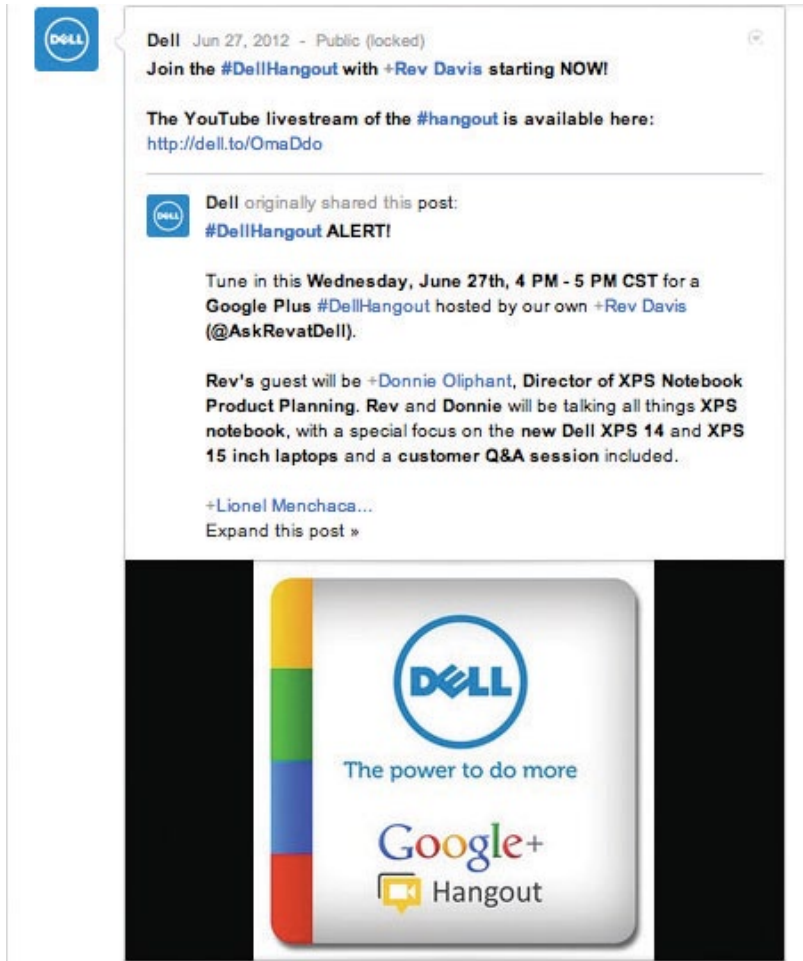 DELL
Dell Jun 27, 2012 - Public (locked)
Join the #DellHangout with +Rev Davis starting NOW!
The YouTube livestream of the #hangout is available here:
http://dell.to/OmaDdo
DELL
Dell originally shared this post:
#DellHangout ALERT!
Tune in this Wednesday, June 27th, 4 PM - 5 PM CST for a
Google Plus #DellHangout hosted by our own +Rev Davis
(@AskRevatDell).
Rev's guest will be +Donnie Oliphant, Director of XPS Notebook
Product Planning. Rev and Donnie will be talking all things XPS
notebook, with a special focus on the new Dell XPS 14 and XPS
15 inch laptops and a customer Q&A session included.
+Lionel Menchaca...
Expand this post »
DELL
The power to do more
Google+
Hangout